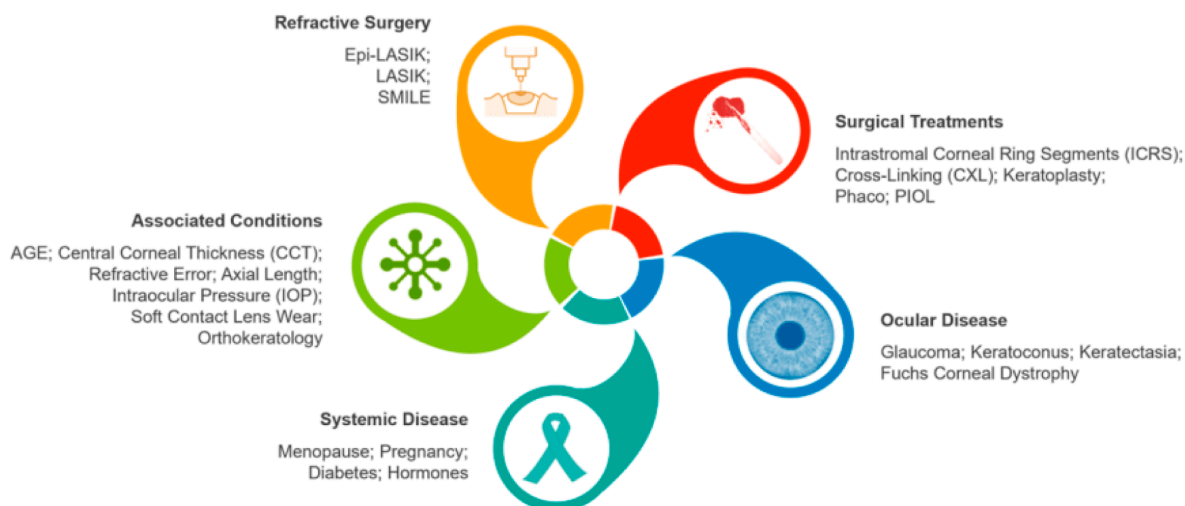 Refractive Surgery
Epi-LASIK;
LASIK;
SMILE
Surgical Treatments
Intrastromal Corneal Ring Segments (ICRS);
Cross-Linking (CXL); Keratoplasty;
Phaco; PIOL
Associated Conditions
AGE; Central Corneal Thickness (CCT);
Refractive Error; Axial Length;
Intraocular Pressure (IOP);
Soft Contact Lens Wear;
Orthokeratology
Ocular Disease
Glaucoma; Keratoconus; Keratectasia;
Fuchs Corneal Dystrophy
Systemic Disease
Menopause; Pregnancy;
Diabetes; Hormones